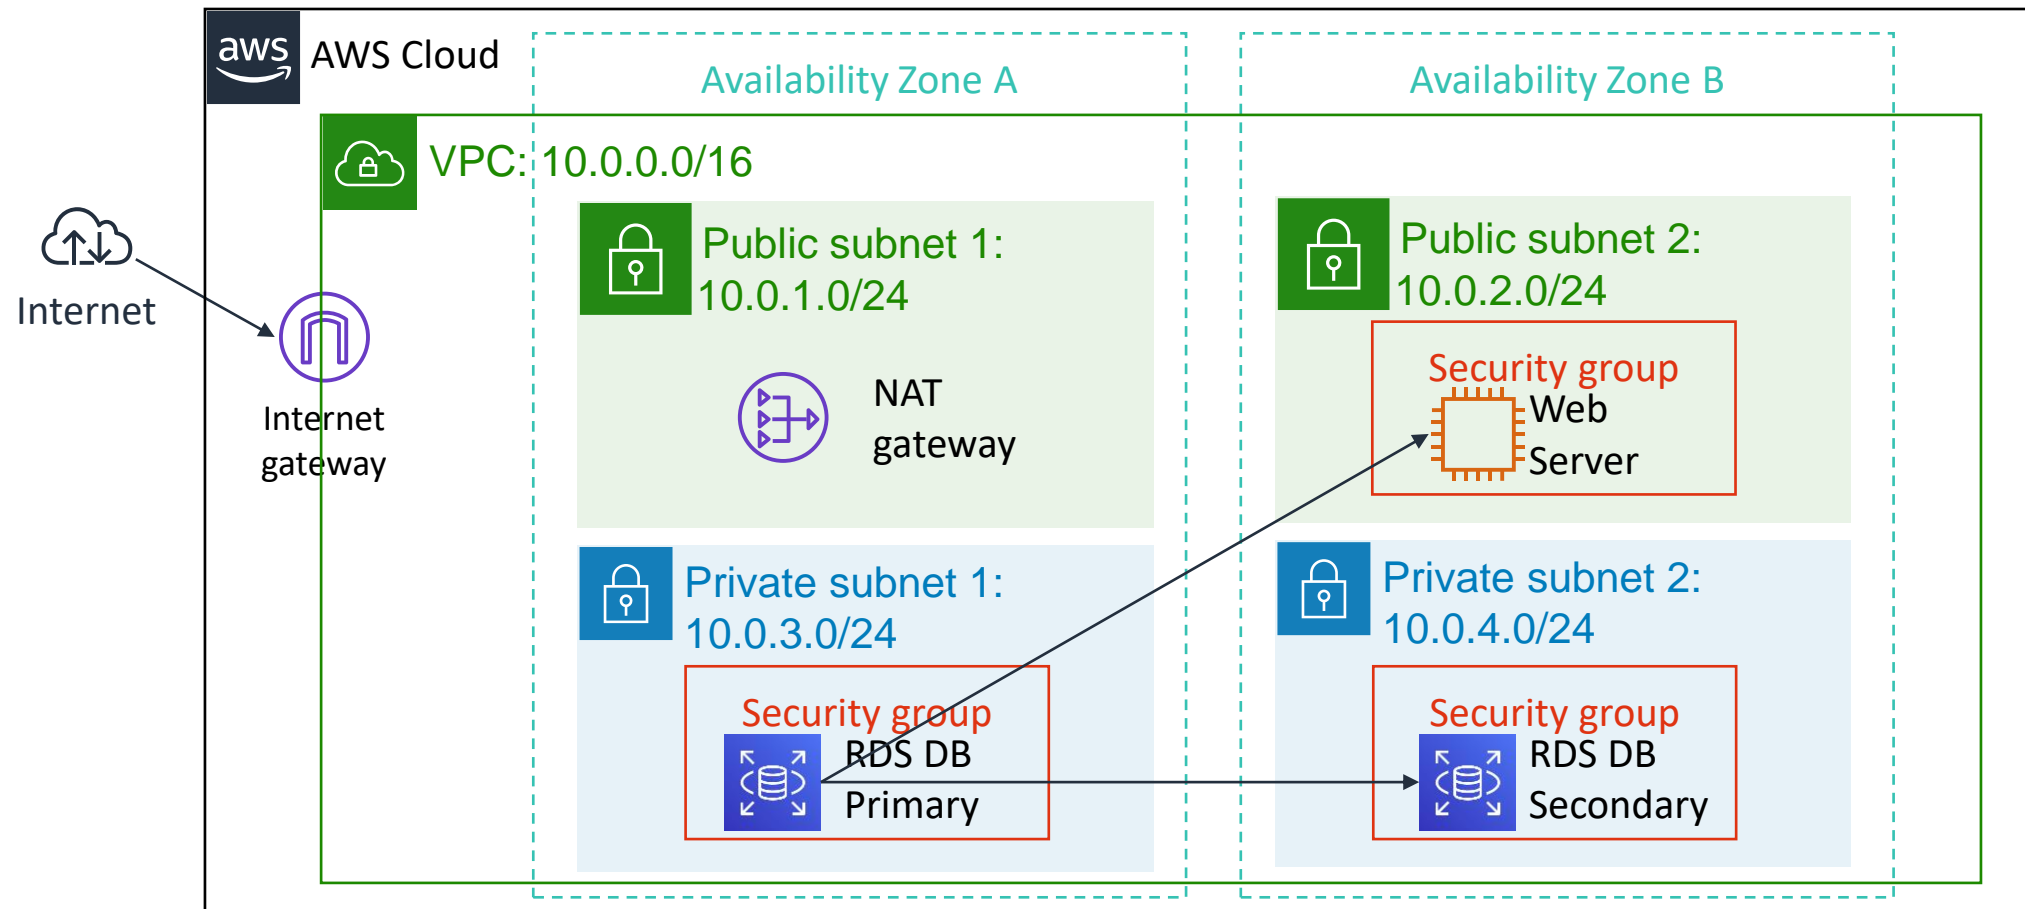 aws
AWS Cloud
Availability Zone A
Availability Zone B
VPC: 10.0.0.0/16
Internet
Internet
gateway
Public subnet 1:
10.0.1.0/24
NAT
gateway
Public subnet 2:
10.0.2.0/24
Security group
Web
Server
Private subnet 1:
10.0.3.0/24
Security group
RDS DB
Primary
Private subnet 2:
10.0.4.0/24
Security group
RDS DB
Secondary